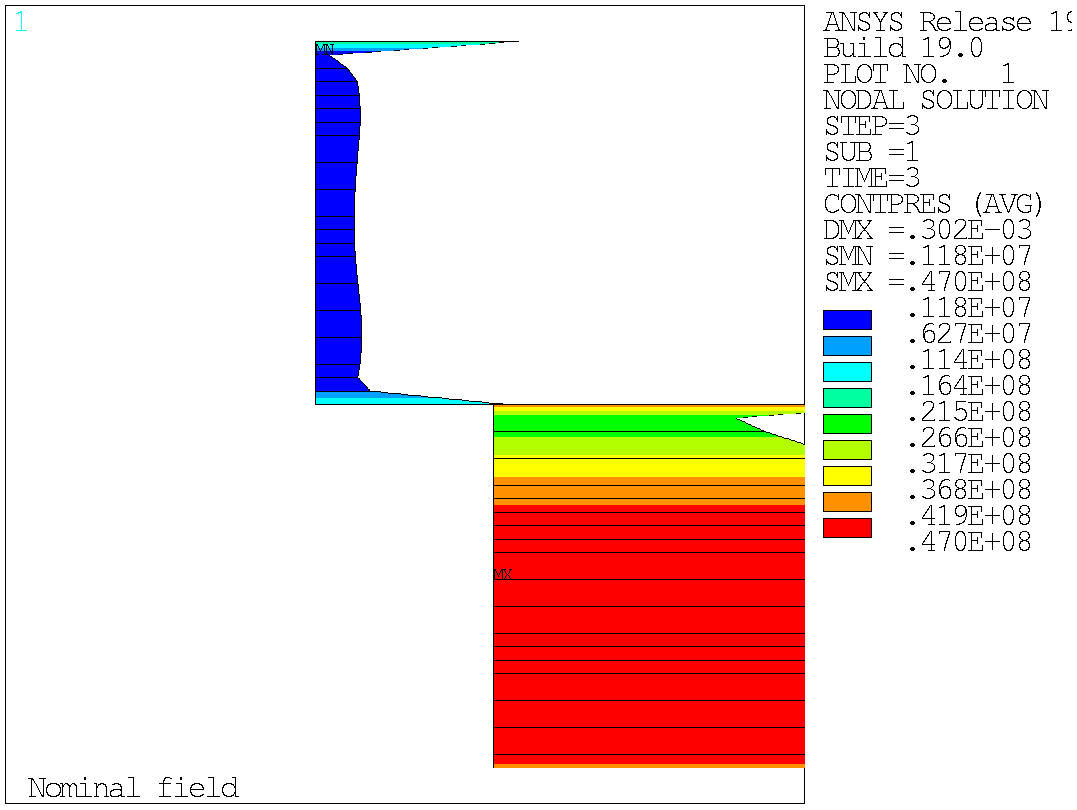 1
MN
MX
Nominal field
ANSYS Release 19
Build 19.0
PLOT NO. 1
NODAL SOLUTION
STEP=3
SUB =1
TIME=3
CONTPRES (AVG)
DMX =.302E-03
SMN =.118E+07
SMX =.470E+08
.118E+07
.627E+07
.114E+08
.164E+08
.215E+08
.266E+08
.317E+08
.368E+08
.419E+08
.470E+08